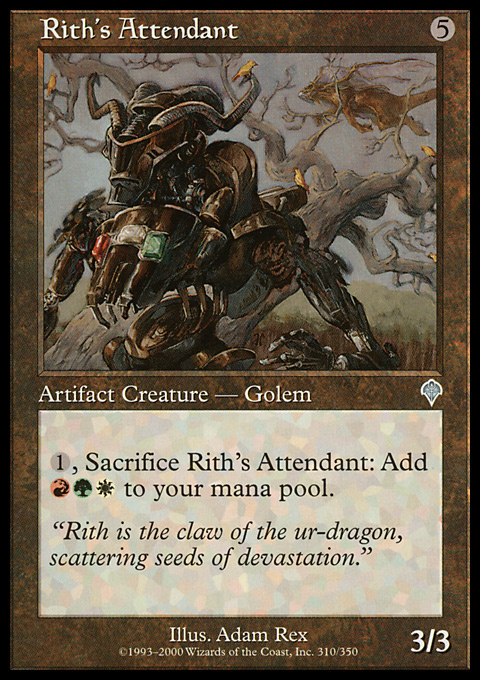 Rith's Attendant 5
Artifact Creature — Golem
1, Sacrifice Rith's Attendant: Add
to your mana pool.
“Rith is the claw of the ur-dragon,
scattering seeds of devastation.”
Illus. Adam Rex
3/3
©1993–2000 Wizards of the Coast, Inc. 310/350